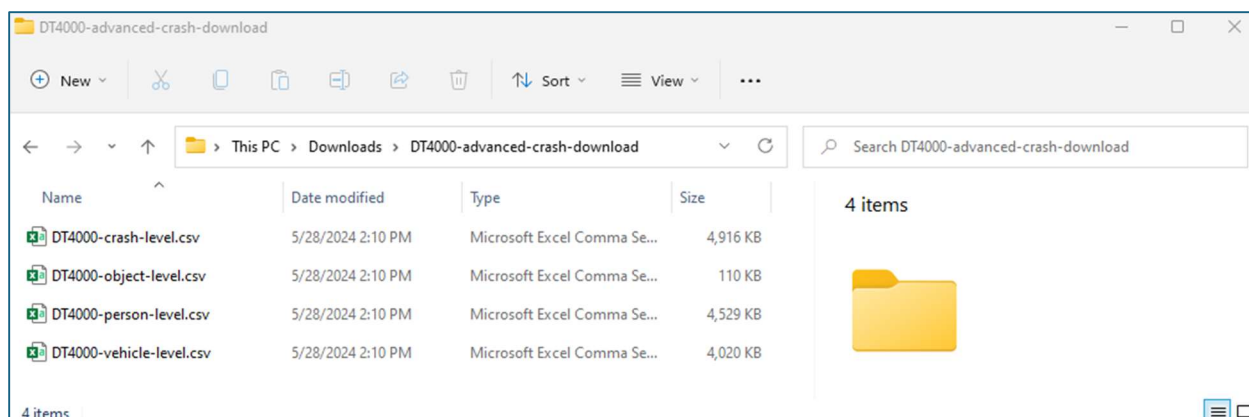 DT4000-advanced-crash-download
New Sort View
This PC > Downloads > DT4000-advanced-crash-download Search DT4000-advanced-crash-download
Name Date modified Type Size 4 items
DT4000-crash-level.csv 5/28/2024 2:10 PM Microsoft Excel Comma Se... 4,916 KB
DT4000-object-level.csv 5/28/2024 2:10 PM Microsoft Excel Comma Se... 110 KB
DT4000-person-level.csv 5/28/2024 2:10 PM Microsoft Excel Comma Se... 4,529 KB
DT4000-vehicle-level.csv 5/28/2024 2:10 PM Microsoft Excel Comma Se... 4,020 KB
4 items